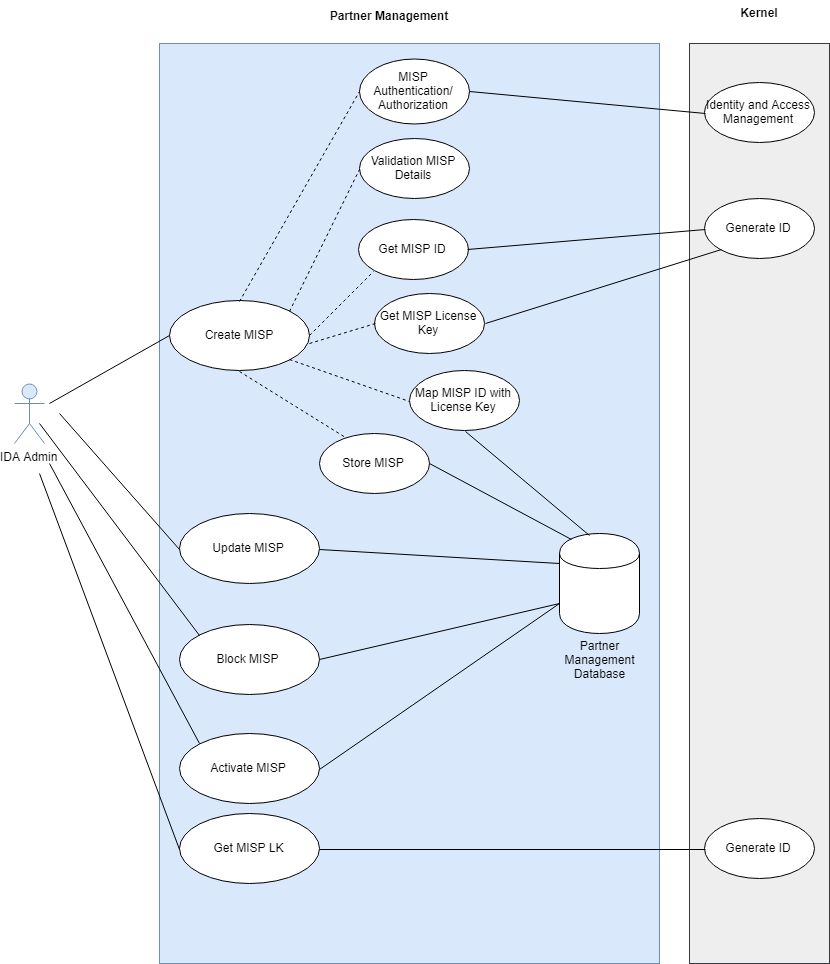 Partner Management
Kernel
MISP
Authentication/
Authorization
Identity and Access
Management
Validation MISP
Details
Get MISP ID
Generate ID
Get MISP License
Key
Create MISP
Map MISP ID with
License Key
IDA Admin
Store MISP
Update MISP
Block MISP
Partner
Management
Database
Activate MISP
Get MISP LK
Generate ID